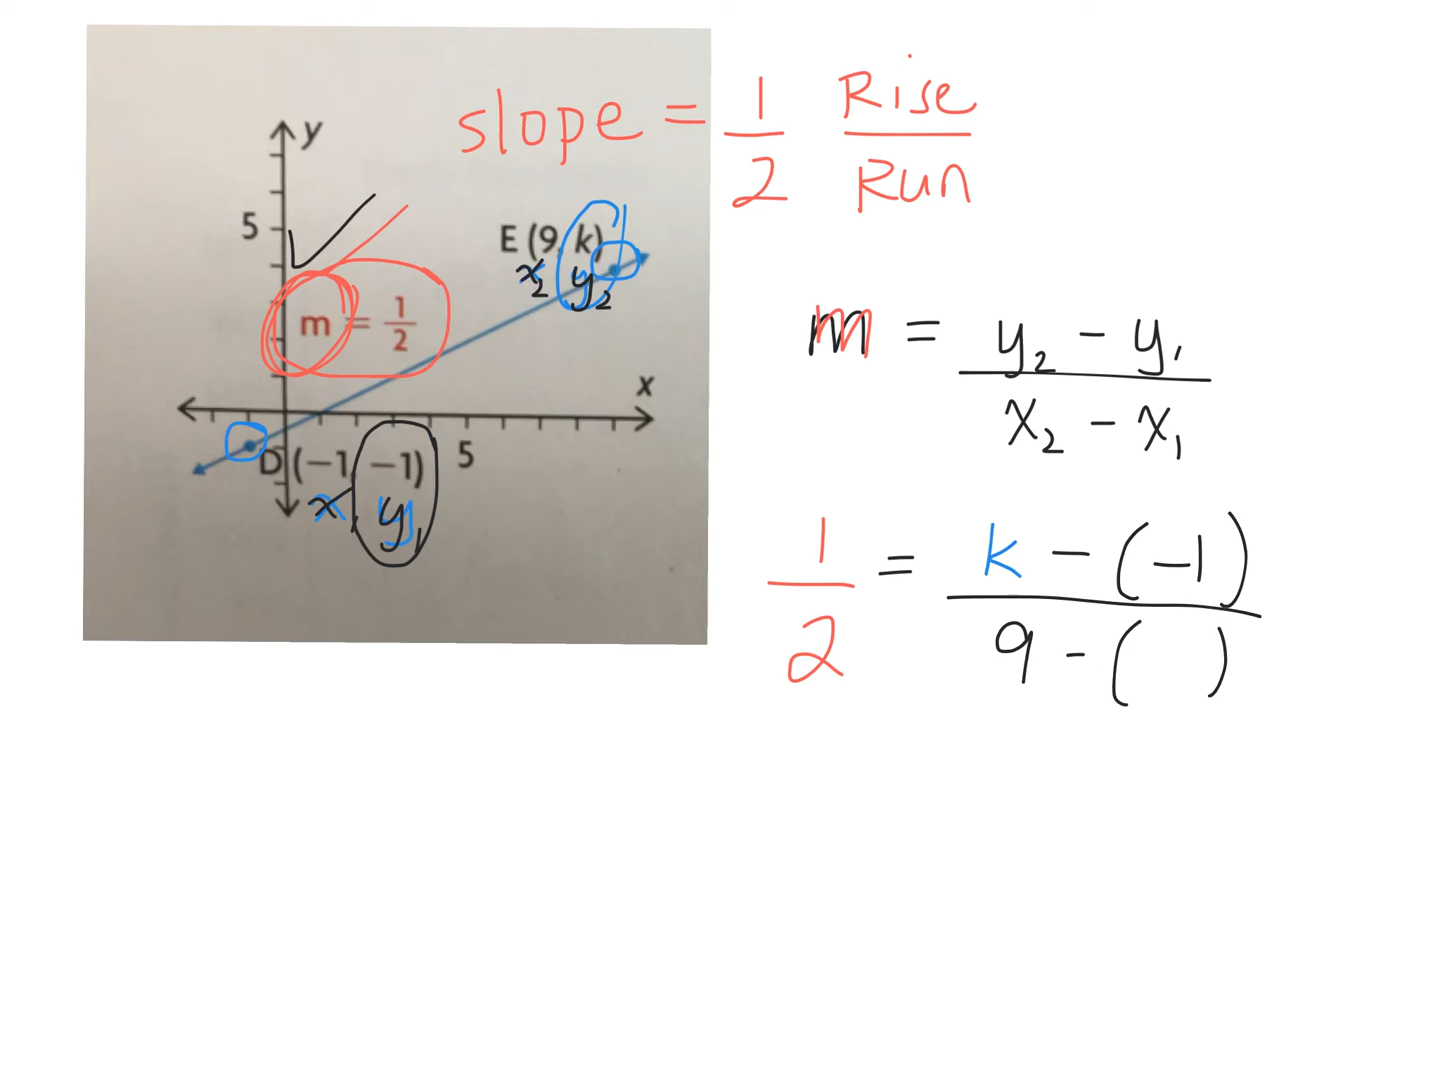 slope = 1/2 Rise/Run
y
5
E (9, k)
x₂ y₂
m = 1/2
m = y₂ - y₁ / x₂ - x₁
x
D (−1, −1) 5
x₁ y₁
1/2 = k - (-1) / 9 - ( )